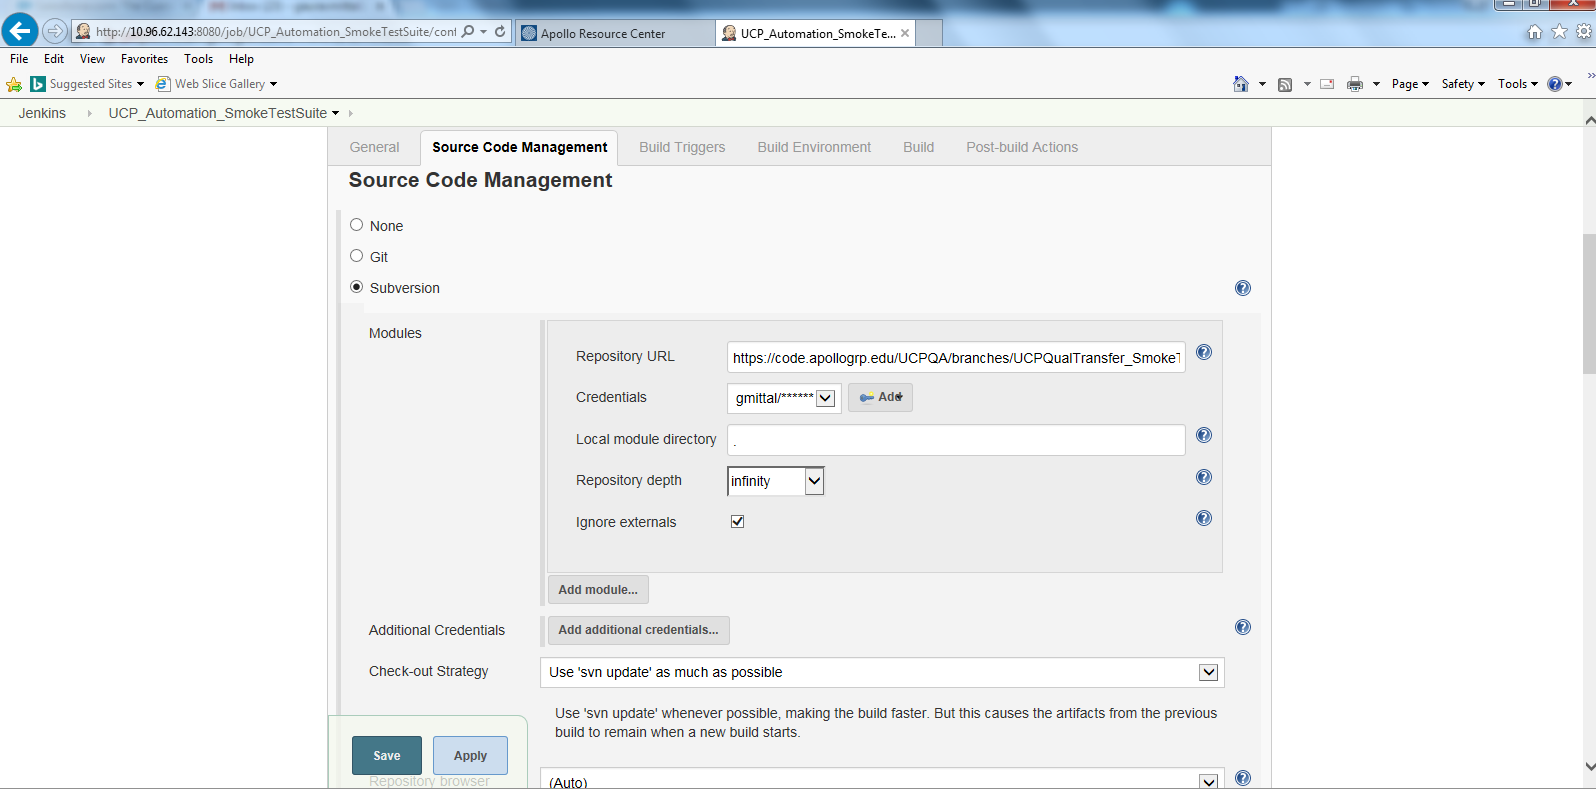 http://10.96.62.143:8080/job/UCP_Automation_SmokeTestSuite/conf
Apollo Resource Center
UCP_Automation_SmokeTe...
File Edit View Favorites Tools Help
Suggested Sites Web Slice Gallery
Page Safety Tools
Jenkins UCP_Automation_SmokeTestSuite
General Source Code Management Build Triggers Build Environment Build Post-build Actions
Source Code Management
None
Git
Subversion
Modules
Repository URL https://code.apollogrp.edu/UCPQA/branches/UCPQualTransfer_SmokeT
Credentials gmittal/****** Add
Local module directory .
Repository depth infinity
Ignore externals
Add module...
Additional Credentials Add additional credentials...
Check-out Strategy Use 'svn update' as much as possible
Use 'svn update' whenever possible, making the build faster. But this causes the artifacts from the previous
build to remain when a new build starts.
Save Apply
Repository browser (Auto)